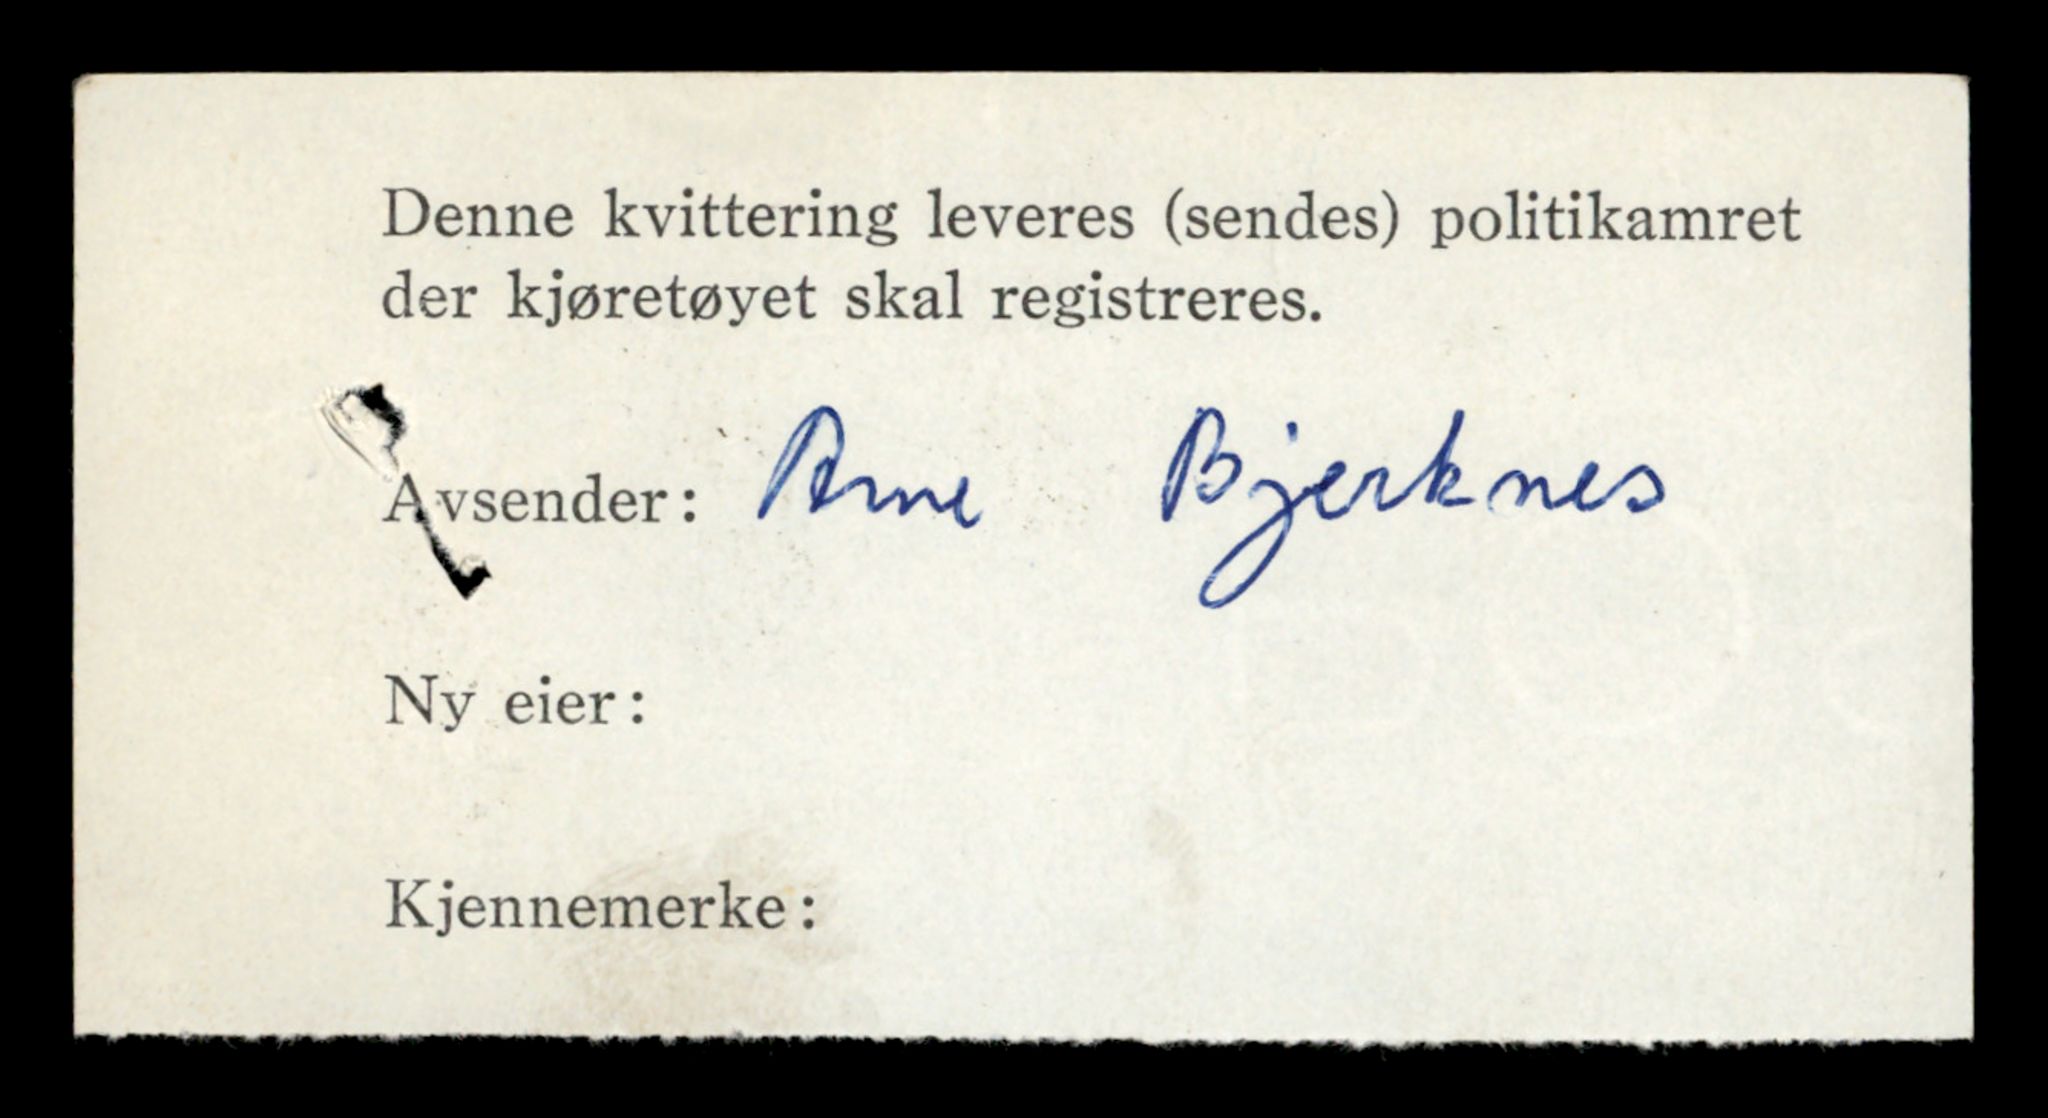 Denne kvittering leveres (sendes) politikamret
der kjøretøyet skal registreres.
Avsender: Arne Bjerknes
Ny eier:
Kjennemerke: